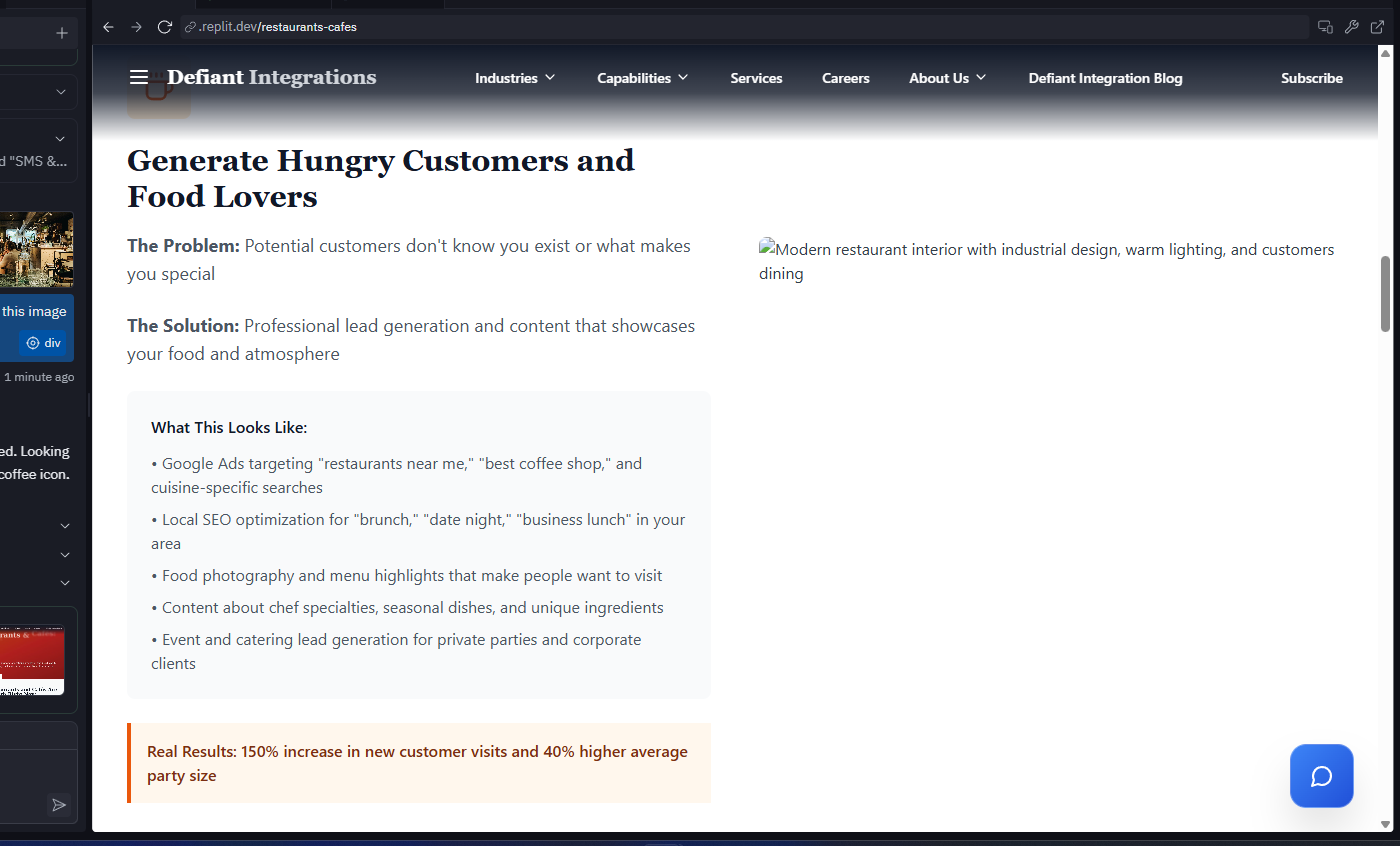 .replit.dev/restaurants-cafes
Defiant Integrations
Industries
Capabilities
Services
Careers
About Us
Defiant Integration Blog
Subscribe
d "SMS &...
this image
div
1 minute ago
ed. Looking
coffee icon.
Generate Hungry Customers and
Food Lovers
The Problem: Potential customers don't know you exist or what makes
you special
The Solution: Professional lead generation and content that showcases
your food and atmosphere
What This Looks Like:
• Google Ads targeting "restaurants near me," "best coffee shop," and
cuisine-specific searches
• Local SEO optimization for "brunch," "date night," "business lunch" in your
area
• Food photography and menu highlights that make people want to visit
• Content about chef specialties, seasonal dishes, and unique ingredients
• Event and catering lead generation for private parties and corporate
clients
Real Results: 150% increase in new customer visits and 40% higher average
party size
Modern restaurant interior with industrial design, warm lighting, and customers
dining